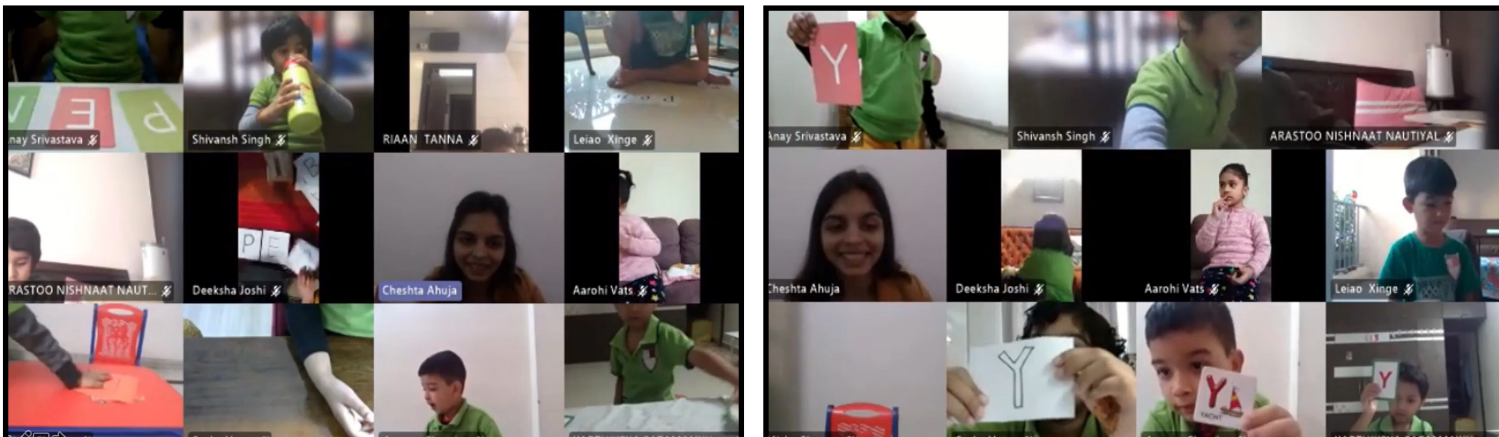 P E
nay Srivastava
Shivansh Singh
RIAAN TANNA
Leiao Xinge
P E
RASTOO NISHNAAT NAUT...
Deeksha Joshi
Cheshta Ahuja
Aarohi Vats
Y
Anay Srivastava
Shivansh Singh
ARASTOO NISHNAAT NAUTIYAL
Cheshta Ahuja
Deeksha Joshi
Aarohi Vats
Leiao Xinge
Y
Y
YACHT
Y